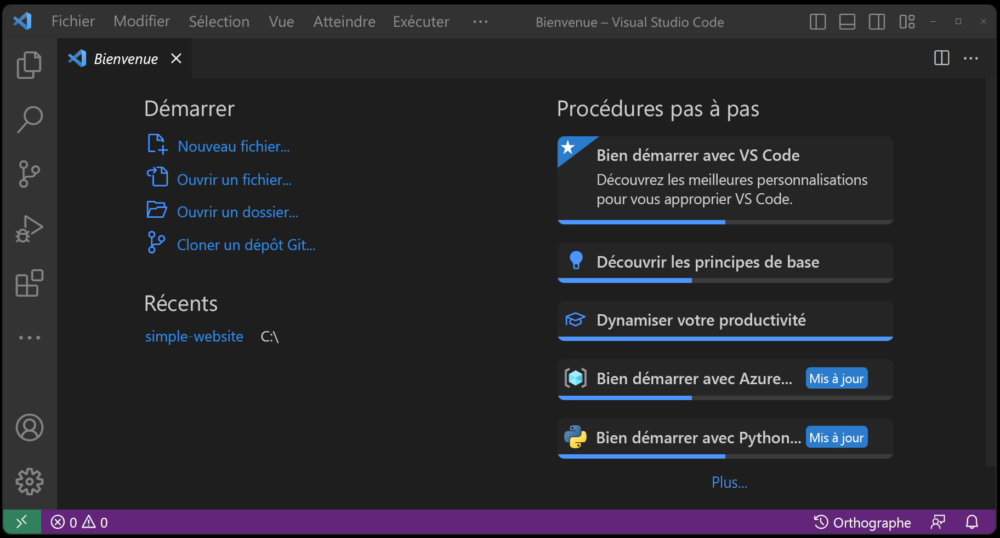 Fichier Modifier Sélection Vue Atteindre Exécuter ··· Bienvenue – Visual Studio Code
Bienvenue
Démarrer
Nouveau fichier...
Ouvrir un fichier...
Ouvrir un dossier...
Cloner un dépôt Git...
Récents
simple-website C:\
Procédures pas à pas
Bien démarrer avec VS Code
Découvrez les meilleures personnalisations
pour vous approprier VS Code.
Découvrir les principes de base
Dynamiser votre productivité
Bien démarrer avec Azure... Mis à jour
Bien démarrer avec Python... Mis à jour
Plus...
0 0 Orthographe